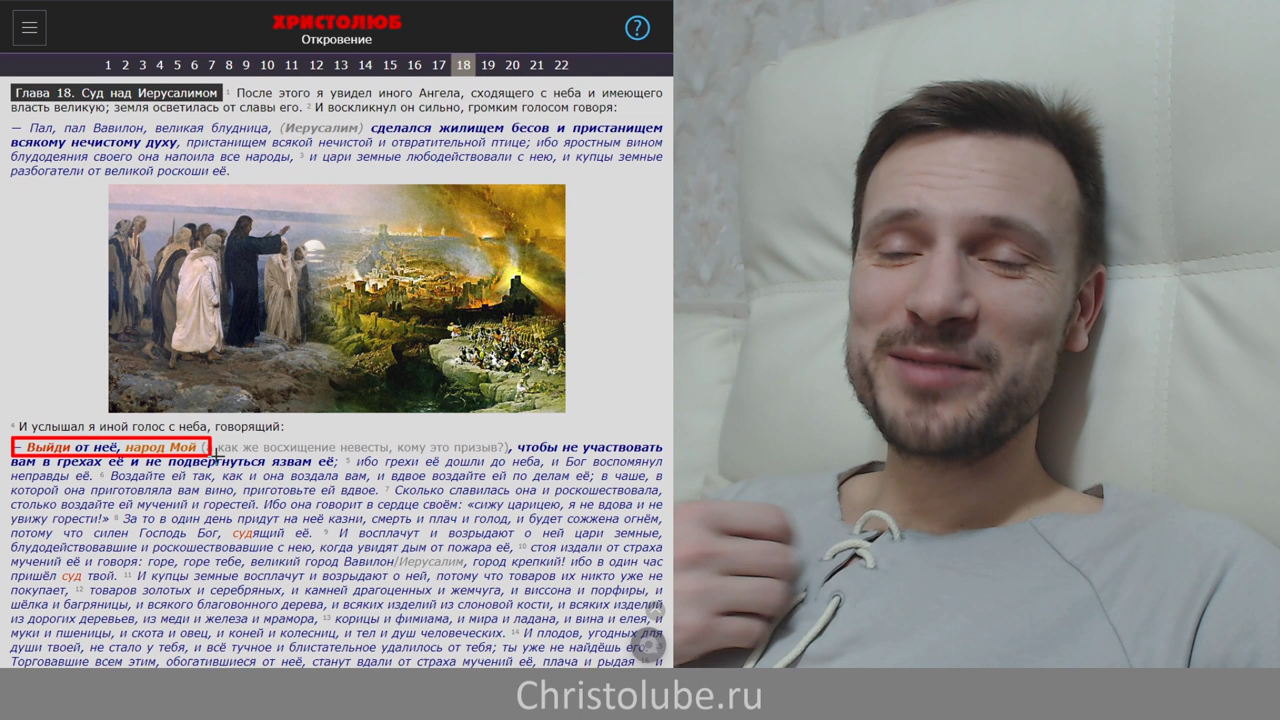 ХРИСТОЛЮБ
Откровение
1 2 3 4 5 6 7 8 9 10 11 12 13 14 15 16 17 18 19 20 21 22
Глава 18. Суд над Иерусалимом 1 После этого я увидел иного Ангела, сходящего с неба и имеющего
власть великую; земля осветилась от славы его. 2 И воскликнул он сильно, громким голосом говоря:
— Пал, пал Вавилон, великая блудница, (Иерусалим) сделался жилищем бесов и пристанищем
всякому нечистому духу, пристанищем всякой нечистой и отвратительной птице; ибо яростным вином
блудодеяния своего она напоила все народы, 3 и цари земные любодействовали с нею, и купцы земные
разбогатели от великой роскоши её.
4 И услышал я иной голос с неба, говорящий:
— Выйди от неё, народ Мой ( как же восхищение невесты, кому это призыв?), чтобы не участвовать
вам в грехах её и не подвергнуться язвам её; 5 ибо грехи её дошли до неба, и Бог воспомянул
неправды её. 6 Воздайте ей так, как и она воздала вам, и вдвое воздайте ей по делам её; в чаше, в
которой она приготовляла вам вино, приготовьте ей вдвое. 7 Сколько славилась она и роскошествовала,
столько воздайте ей мучений и горестей. Ибо она говорит в сердце своём: «сижу царицею, я не вдова и не
увижу горести!» 8 За то в один день придут на неё казни, смерть и плач и голод, и будет сожжена огнём,
потому что силен Господь Бог, судящий её. 9 И восплачут и возрыдают о ней цари земные,
блудодействовавшие и роскошествовавшие с нею, когда увидят дым от пожара её, 10 стоя издали от страха
мучений её и говоря: горе, горе тебе, великий город Вавилон/Иерусалим, город крепкий! ибо в один час
пришёл суд твой. 11 И купцы земные восплачут и возрыдают о ней, потому что товаров их никто уже не
покупает, 12 товаров золотых и серебряных, и камней драгоценных и жемчуга, и виссона и порфиры, и
шёлка и багряницы, и всякого благовонного дерева, и всяких изделий из слоновой кости, и всяких изделий
из дорогих деревьев, из меди и железа и мрамора, 13 корицы и фимиама, и мира и ладана, и вина и елея, и
муки и пшеницы, и скота и овец, и коней и колесниц, и тел и душ человеческих. 14 И плодов, угодных для
души твоей, не стало у тебя, и всё тучное и блистательное удалилось от тебя; ты уже не найдёшь его.
Торговавшие всем этим, обогатившиеся от неё, станут вдали от страха мучений её, плача и рыдая и
Christolube.ru